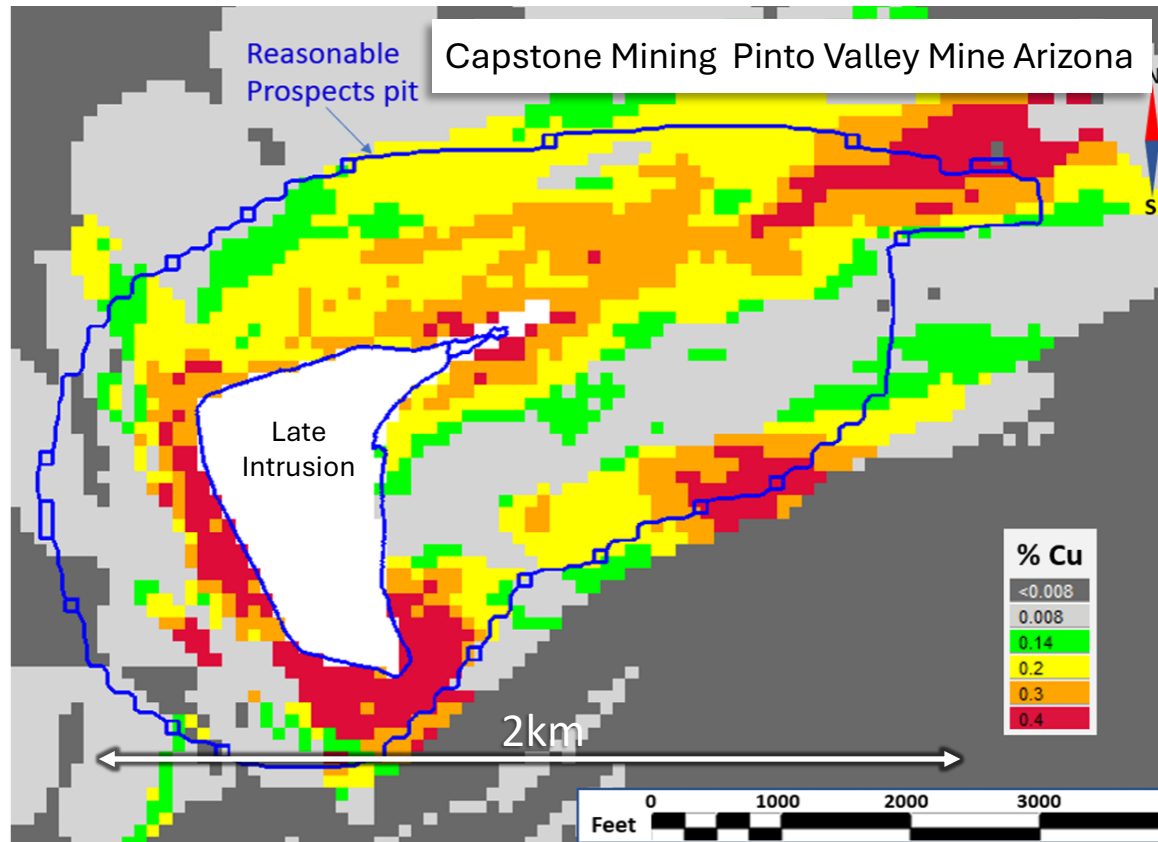 Capstone Mining  Pinto Valley Mine Arizona
Reasonable
Prospects pit
N
S
Late
Intrusion
% Cu
<0.008
0.008
0.14
0.2
0.3
0.4
2km
0 1000 2000 3000
Feet